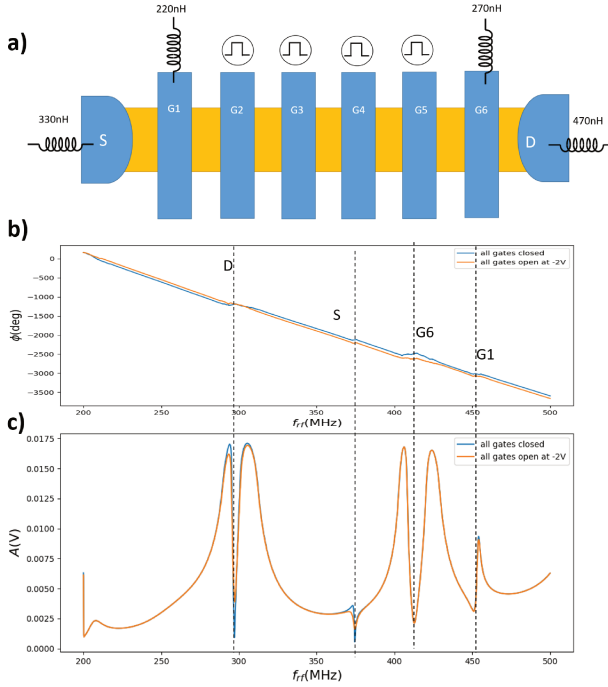 220nH
270nH
a)
G1
G2
G3
G4
G5
G6
330nH
470nH
S
D
b)
all gates closed
all gates open at -2V
D
S
G6
G1
ϕ(deg)
0
−500
−1000
−1500
−2000
−2500
−3000
−3500
200
250
300
350
400
450
500
f_rf(MHz)
c)
all gates closed
all gates open at -2V
A(V)
0.0175
0.0150
0.0125
0.0100
0.0075
0.0050
0.0025
0.0000
200
250
300
350
400
450
500
f_rf(MHz)